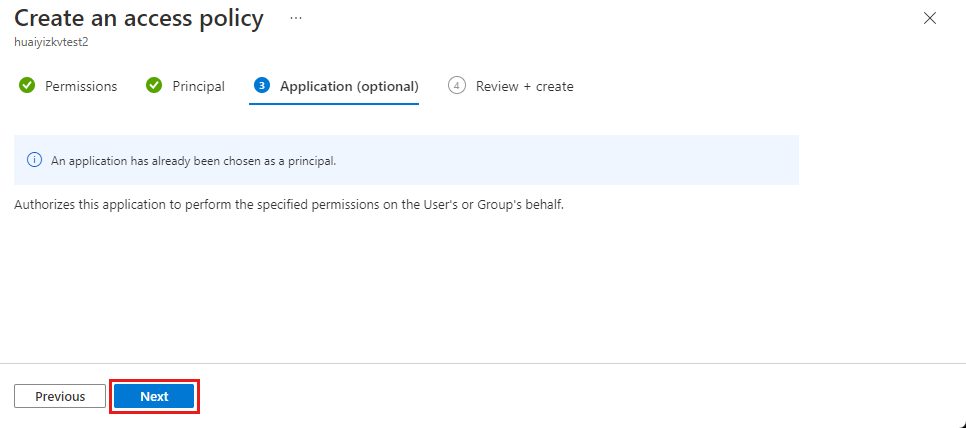 Create an access policy ...
huaiyizkvtest2
Permissions Principal 3 Application (optional) 4 Review + create
i An application has already been chosen as a principal.
Authorizes this application to perform the specified permissions on the User's or Group's behalf.
Previous Next